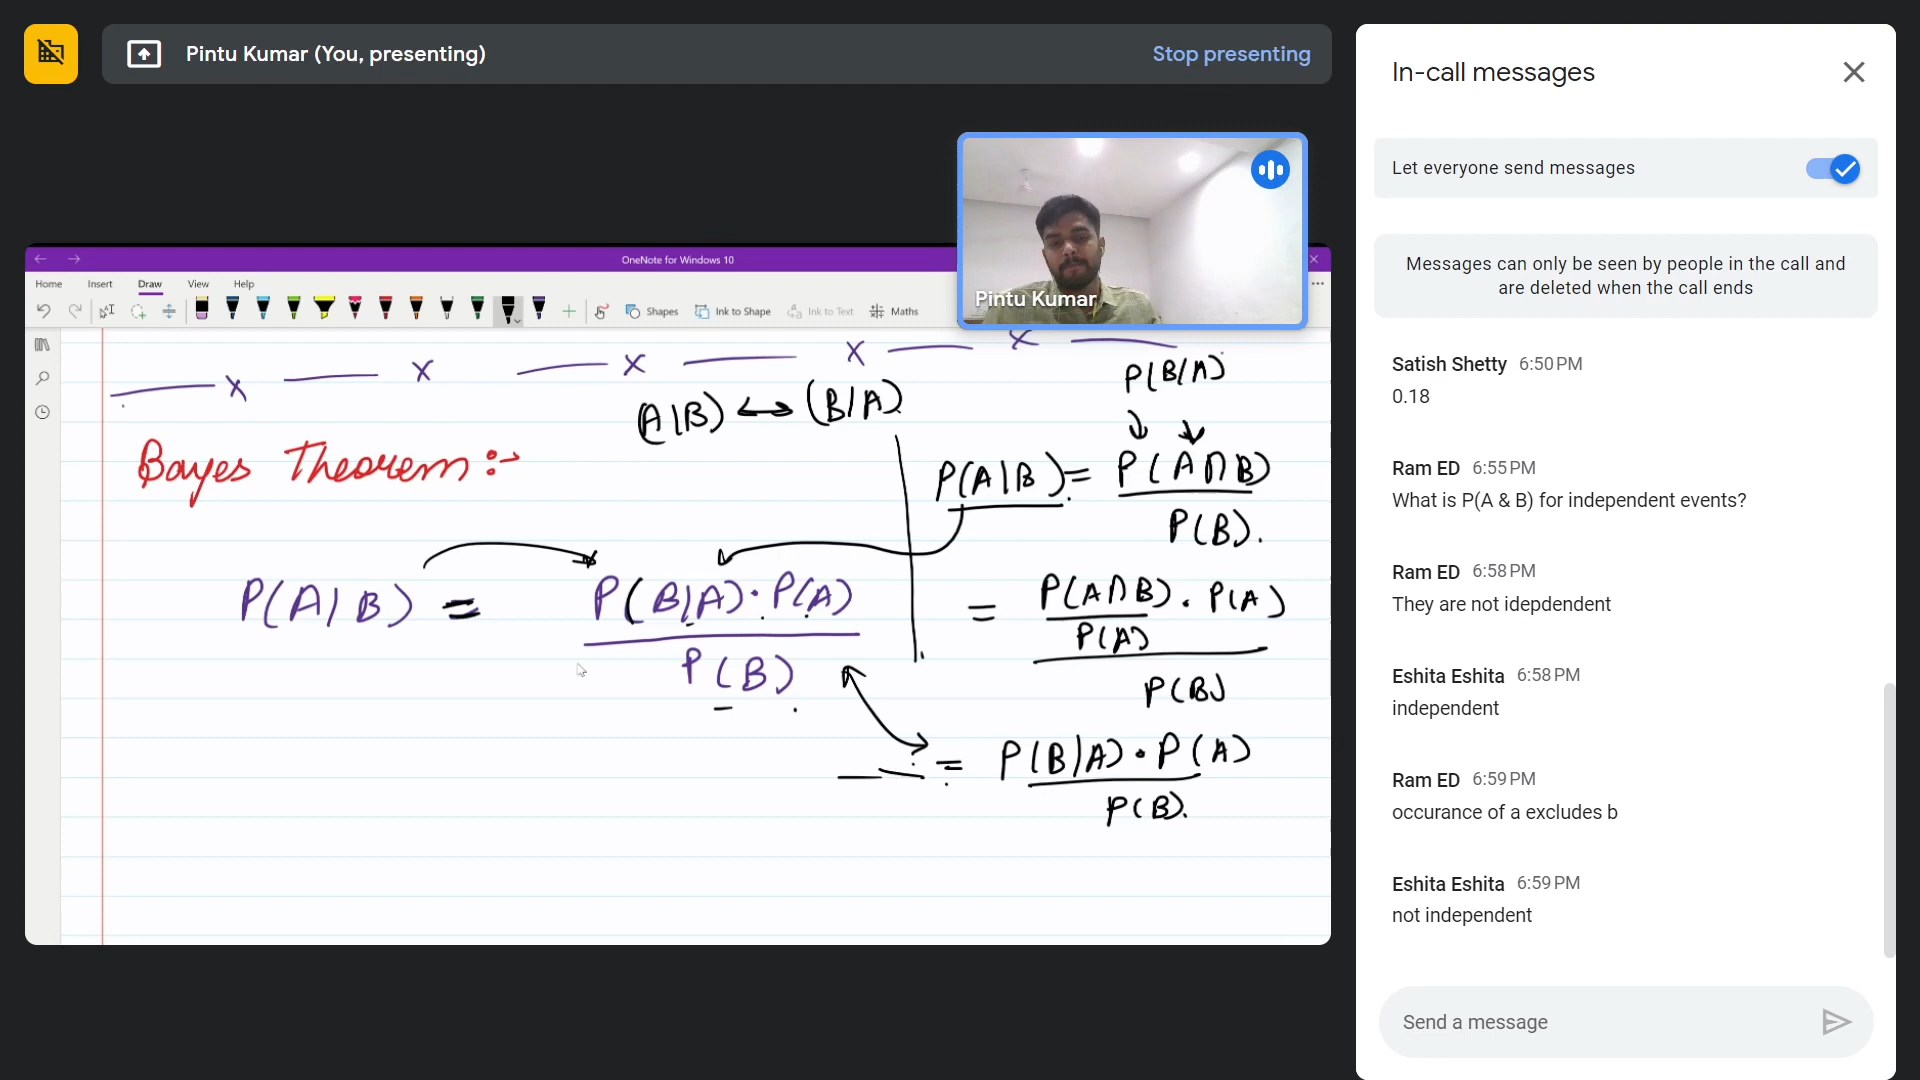 Pintu Kumar (You, presenting)
Stop presenting
OneNote for Windows 10
Home Insert Draw View Help
Shapes Ink to Shape Ink to Text Maths
Pintu Kumar
(A|B) ↔ (B|A)
Bayes Theorem :→
P(A|B) = P(B|A) · P(A)
P(B)
P(B/A)
P(A|B) = P(A∩B)
P(B).
= P(A∩B) . P(A)
P(A)
P(B)
= P(B|A) · P(A)
P(B).
In-call messages
Let everyone send messages
Messages can only be seen by people in the call and
are deleted when the call ends
Satish Shetty 6:50 PM
0.18
Ram ED 6:55 PM
What is P(A & B) for independent events?
Ram ED 6:58 PM
They are not idepdendent
Eshita Eshita 6:58 PM
independent
Ram ED 6:59 PM
occurance of a excludes b
Eshita Eshita 6:59 PM
not independent
Send a message